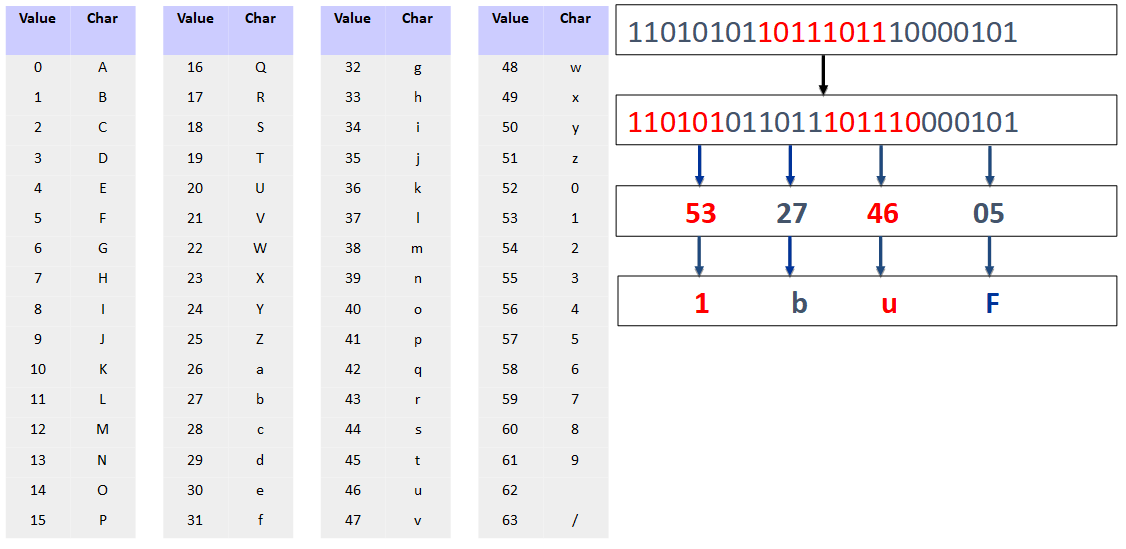 Value Char Value Char Value Char Value Char
0 A 16 Q 32 g 48 w
1 B 17 R 33 h 49 x
2 C 18 S 34 i 50 y
3 D 19 T 35 j 51 z
4 E 20 U 36 k 52 0
5 F 21 V 37 l 53 1
6 G 22 W 38 m 54 2
7 H 23 X 39 n 55 3
8 I 24 Y 40 o 56 4
9 J 25 Z 41 p 57 5
10 K 26 a 42 q 58 6
11 L 27 b 43 r 59 7
12 M 28 c 44 s 60 8
13 N 29 d 45 t 61 9
14 O 30 e 46 u 62
15 P 31 f 47 v 63 /
110101011011101110000101
110101011011101110000101
53 27 46 05
1 b u F